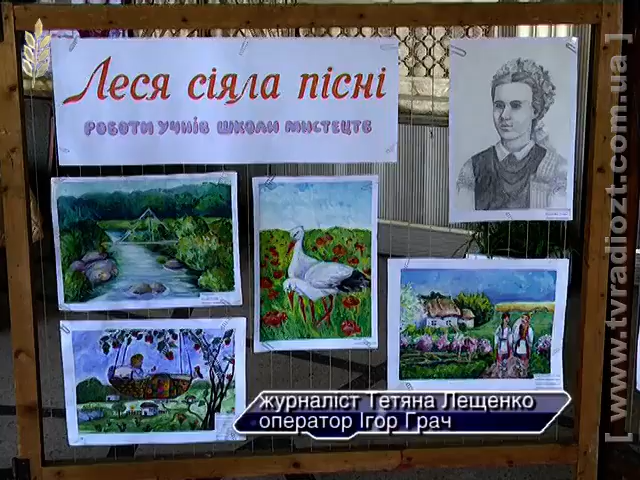 Леся сіяла пісні
РОБОТИ УЧНІВ ШКОЛИ МИСТЕЦТВ
журналіст Тетяна Лещенко
оператор Ігор Грач
[ www.tvradiozt.com.ua ]